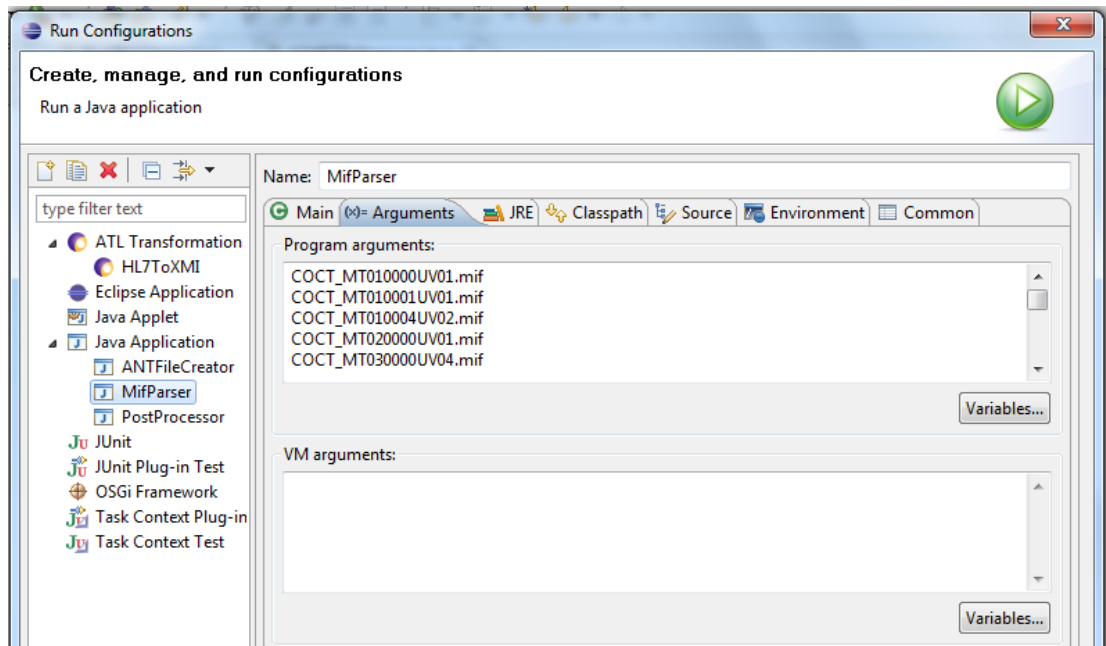 Run Configurations
Create, manage, and run configurations
Run a Java application
type filter text
ATL Transformation
HL7ToXMI
Eclipse Application
Java Applet
Java Application
ANTFileCreator
MifParser
PostProcessor
JUnit
JUnit Plug-in Test
OSGi Framework
Task Context Plug-in
Task Context Test
Name: MifParser
Main (x)= Arguments JRE Classpath Source Environment Common
Program arguments:
COCT_MT010000UV01.mif
COCT_MT010001UV01.mif
COCT_MT010004UV02.mif
COCT_MT020000UV01.mif
COCT_MT030000UV04.mif
Variables...
VM arguments:
Variables...